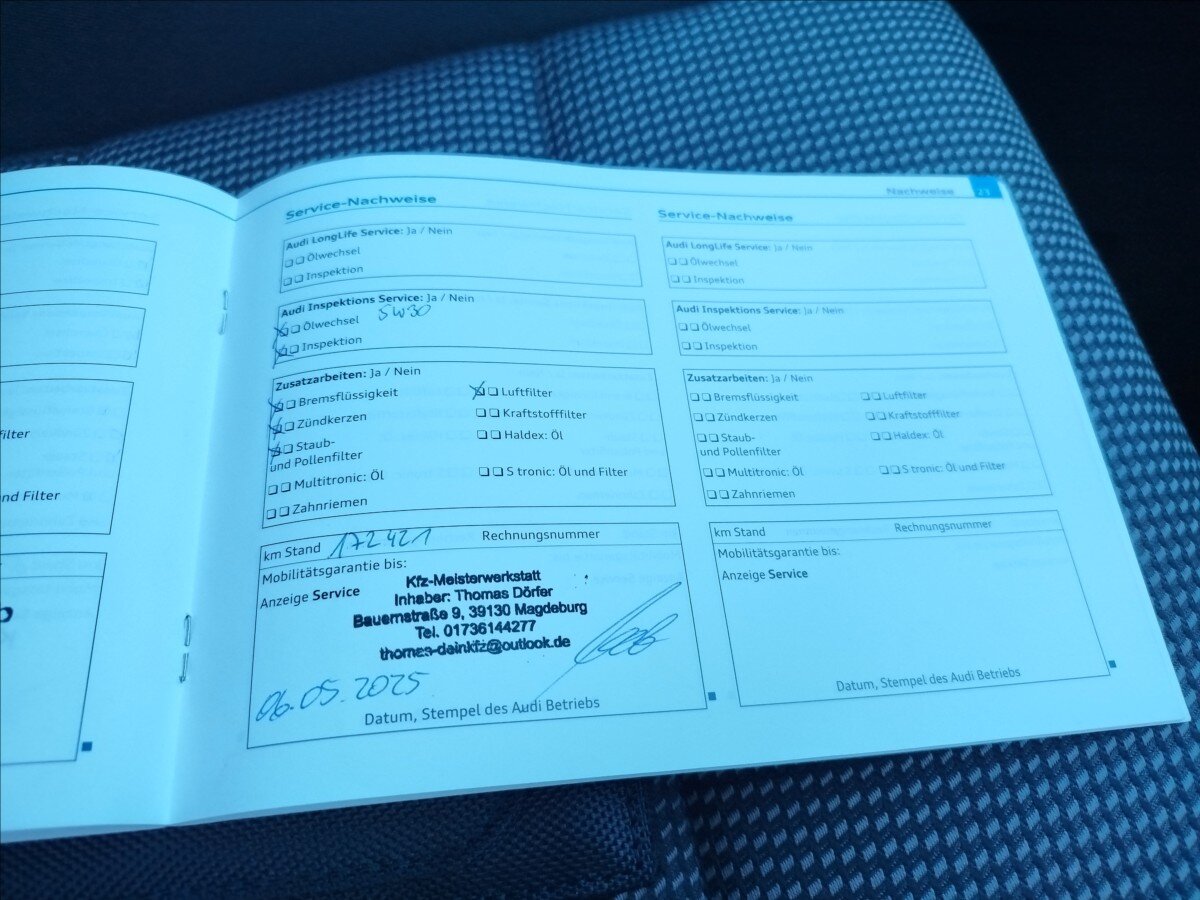 ilter
nd Filter
Service-Nachweise
Audi LongLife Service: Ja / Nein
Ölwechsel
Inspektion
Audi Inspektions Service: Ja / Nein
Ölwechsel 5W30
Inspektion
Zusatzarbeiten: Ja / Nein
Bremsflüssigkeit Luftfilter
Zündkerzen Kraftstofffilter
Staub- Haldex: Öl
und Pollenfilter
Multitronic: Öl S tronic: Öl und Filter
Zahnriemen
km Stand 172421 Rechnungsnummer
Mobilitätsgarantie bis:
Anzeige Service
Kfz-Meisterwerkstatt
Inhaber: Thomas Dörfer
Bauernstraße 9, 39130 Magdeburg
Tel. 01736144277
thomas-deinkfz@outlook.de
06.05.2025
Datum, Stempel des Audi Betriebs
Nachweise 23
Service-Nachweise
Audi LongLife Service: Ja / Nein
Ölwechsel
Inspektion
Audi Inspektions Service: Ja / Nein
Ölwechsel
Inspektion
Zusatzarbeiten: Ja / Nein
Bremsflüssigkeit Luftfilter
Zündkerzen Kraftstofffilter
Staub- Haldex: Öl
und Pollenfilter
Multitronic: Öl S tronic: Öl und Filter
Zahnriemen
km Stand Rechnungsnummer
Mobilitätsgarantie bis:
Anzeige Service
Datum, Stempel des Audi Betriebs